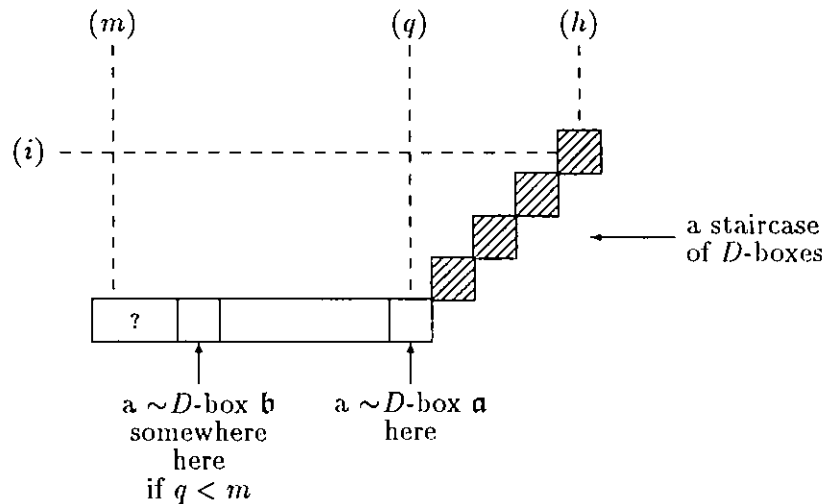 (m) (q) (h)
(i)
a staircase
of D-boxes
?
a ∼D-box 𝔟
somewhere
here
if q < m
a ∼D-box 𝔞
here